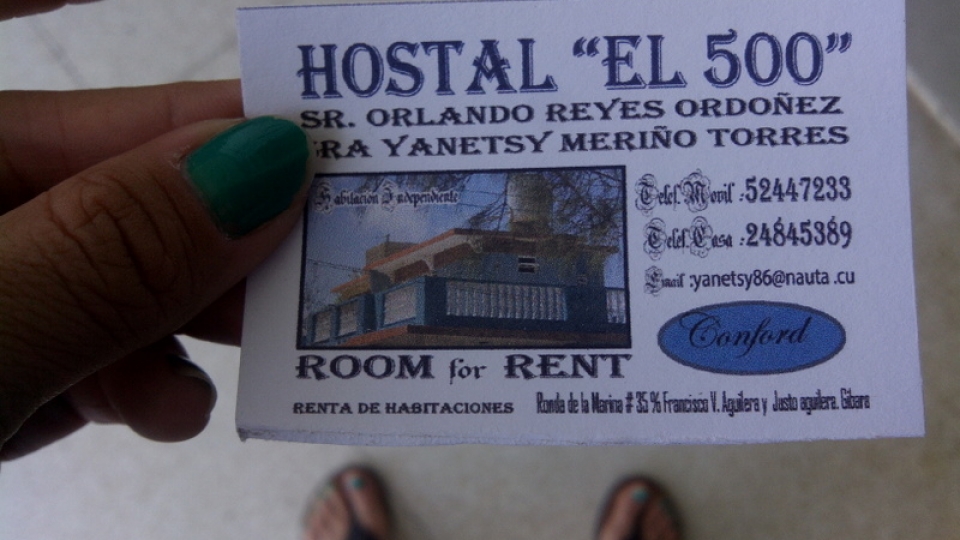 HOSTAL “EL 500”
SR. ORLANDO REYES ORDOÑEZ
SRA YANETSY MERIÑO TORRES
Habitacion Independiente
Telef. Movil :52447233
Telef. Casa :24845389
Email :yanetsy86@nauta.cu
Conford
ROOM for RENT
RENTA DE HABITACIONES
Ronda de la Marina # 35 % Francisco V. Aguilera y Justo aguilera. Gibara